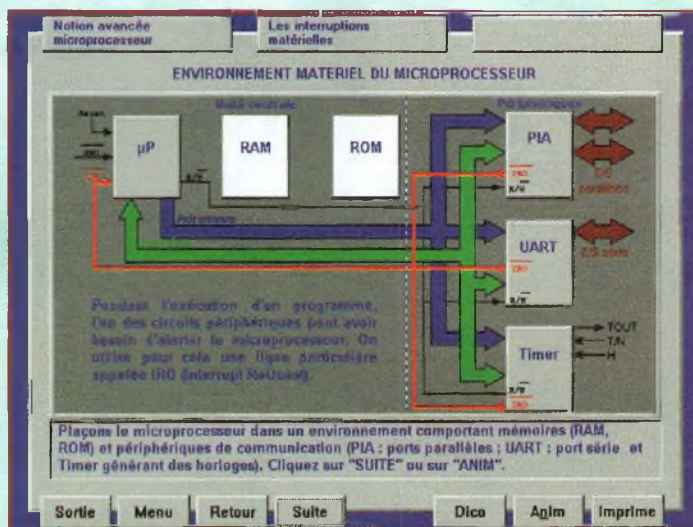 Notion avancée
microprocesseur
Les interruptions
matérielles
ENVIRONNEMENT MATERIEL DU MICROPROCESSEUR
Unité centrale
Périphériques
Reset
µP
RAM
ROM
PIA
R/W
IRQ
R/W
E/S
parallèles
Adresses
UART
IRQ
R/W
E/S série
Timer
TOUT
T/N
H
R/W
IRQ
Pendant l'exécution d'un programme,
l'un des circuits périphériques peut avoir
besoin d'alerter le microprocesseur. On
utilise pour cela une ligne particulière
appelée IRQ (Interrupt ReQuest).
Plaçons le microprocesseur dans un environnement comportant mémoires (RAM,
ROM) et périphériques de communication (PIA : ports parallèles ; UART : port série et
Timer générant des horloges). Cliquez sur "SUITE" ou sur "ANIM".
Sortie Menu Retour Suite Dico Anim Imprime